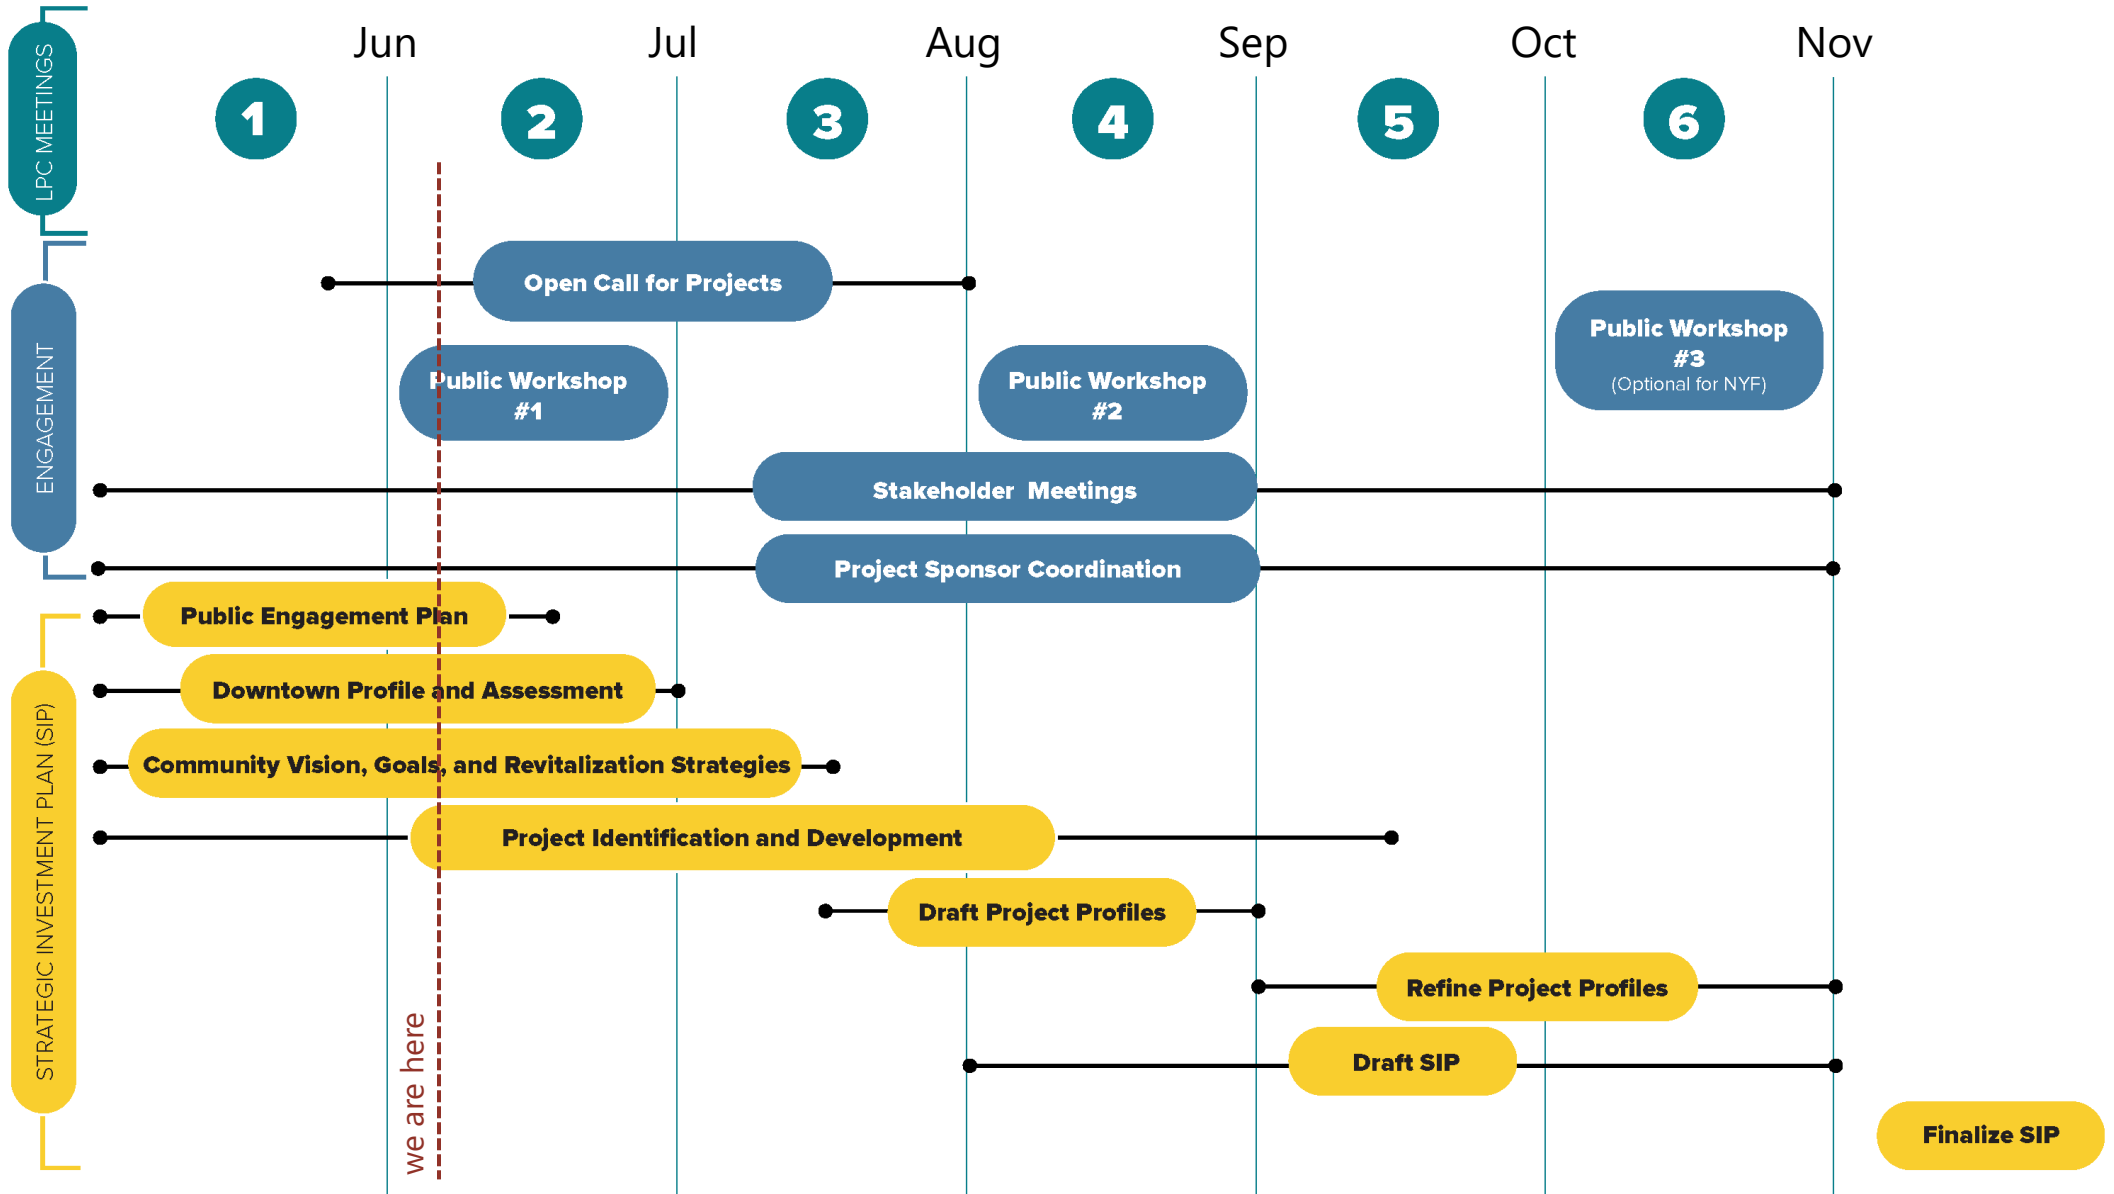 LPC MEETINGS
Jun
Jul
Aug
Sep
Oct
Nov
1
2
3
4
5
6
ENGAGEMENT
Open Call for Projects
Public Workshop
#1
Public Workshop
#2
Public Workshop
#3
(Optional for NYF)
Stakeholder Meetings
Project Sponsor Coordination
STRATEGIC INVESTMENT PLAN (SIP)
Public Engagement Plan
Downtown Profile and Assessment
Community Vision, Goals, and Revitalization Strategies
Project Identification and Development
Draft Project Profiles
Refine Project Profiles
Draft SIP
Finalize SIP
we are here